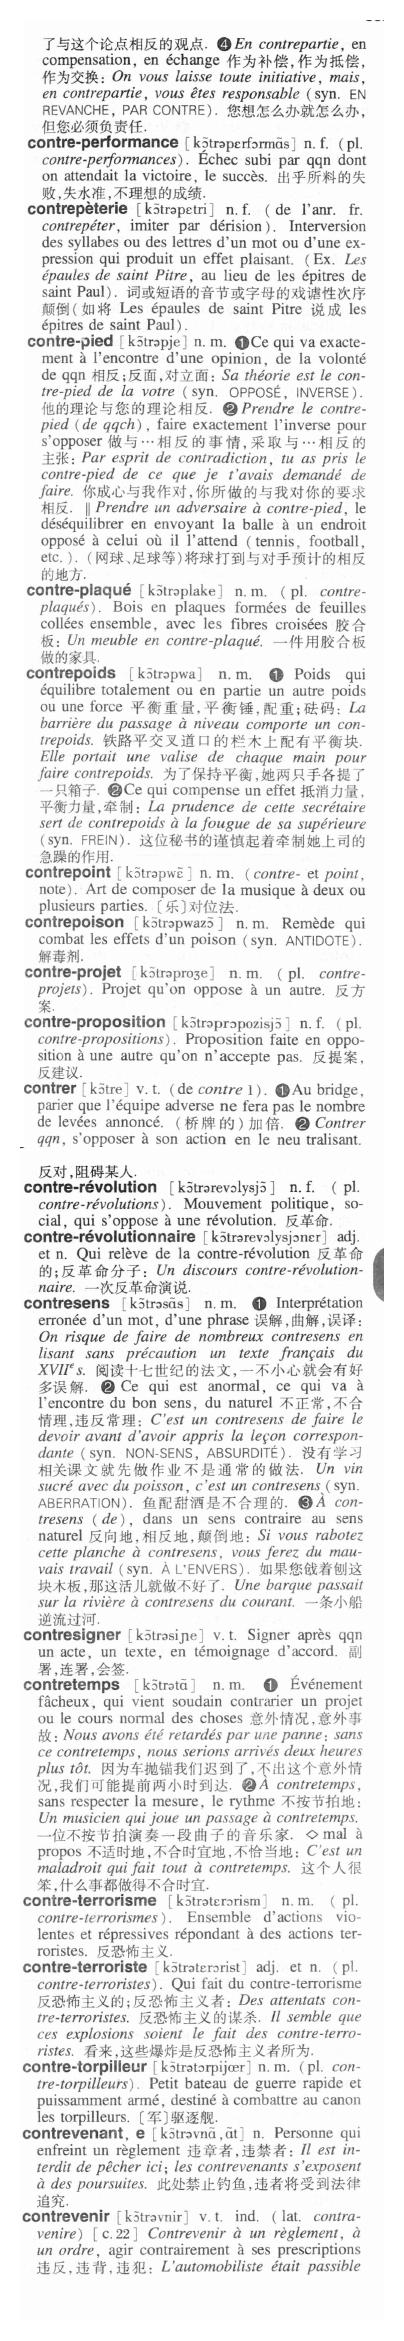 了与这个论点相反的观点. ❹ En contrepartie, en
compensation, en échange 作为补偿,作为抵偿,
作为交换: On vous laisse toute initiative, mais,
en contrepartie, vous êtes responsable (syn. EN
REVANCHE, PAR CONTRE). 您想怎么办就怎么办,
但您必须负责任.
contre-performance [kɔ̃trəpɛrfɔrmɑ̃s] n. f. (pl.
contre-performances). Échec subi par qqn dont
on attendait la victoire, le succès. 出乎所料的失
败,失水准,不理想的成绩.
contrepèterie [kɔ̃trəpɛtri] n. f. ( de l'anr. fr.
contrepéter, imiter par dérision). Interversion
des syllabes ou des lettres d'un mot ou d'une ex-
pression qui produit un effet plaisant. (Ex. Les
épaules de saint Pitre, au lieu de les épitres de
saint Paul). 词或短语的音节或字母的戏谑性次序
颠倒(如将 Les épaules de saint Pitre 说成 les
épitres de saint Paul).
contre-pied [kɔ̃trəpje] n. m. ❶Ce qui va exacte-
ment à l'encontre d'une opinion, de la volonté
de qqn 相反;反面,对立面: Sa théorie est le con-
tre-pied de la votre (syn. OPPOSÉ, INVERSE).
他的理论与您的理论相反. ❷ Prendre le contre-
pied (de qqch), faire exactement l'inverse pour
s'opposer 做与…相反的事情,采取与…相反的
主张: Par esprit de contradiction, tu as pris le
contre-pied de ce que je t'avais demandé de
faire. 你成心与我作对,你所做的与我对你的要求
相反. ‖ Prendre un adversaire à contre-pied, le
déséquilibrer en envoyant la balle à un endroit
opposé à celui où il l'attend (tennis, football,
etc.). (网球、足球等)将球打到与对手预计的相反
的地方.
contre-plaqué [kɔ̃trəplake] n. m. ( pl. contre-
plaqués). Bois en plaques formées de feuilles
collées ensemble, avec les fibres croisées 胶合
板: Un meuble en contre-plaqué. 一件用胶合板
做的家具.
contrepoids [kɔ̃trəpwa] n. m. ❶ Poids qui
équilibre totalement ou en partie un autre poids
ou une force 平衡重量,平衡锤,配重;砝码: La
barrière du passage à niveau comporte un con-
trepoids. 铁路平交叉道口的栏木上配有平衡块.
Elle portait une valise de chaque main pour
faire contrepoids. 为了保持平衡,她两只手各提了
一只箱子. ❷Ce qui compense un effet 抵消力量,
平衡力量,牵制: La prudence de cette secrétaire
sert de contrepoids à la fougue de sa supérieure
(syn. FREIN). 这位秘书的谨慎起着牵制她上司的
急躁的作用.
contrepoint [kɔ̃trəpwɛ̃] n. m. (contre- et point,
note). Art de composer de la musique à deux ou
plusieurs parties. 〔乐〕对位法.
contrepoison [kɔ̃trəpwazɔ̃] n. m. Remède qui
combat les effets d'un poison (syn. ANTIDOTE).
解毒剂.
contre-projet [kɔ̃trəprɔʒe] n. m. ( pl. contre-
projets). Projet qu'on oppose à un autre. 反方
案.
contre-proposition [kɔ̃trəprɔpozisjɔ̃] n. f. ( pl.
contre-propositions). Proposition faite en oppo-
sition à une autre qu'on n'accepte pas. 反提案,
反建议.
contrer [kɔ̃tre] v. t. (de contre 1). ❶Au bridge,
parier que l'équipe adverse ne fera pas le nombre
de levées annoncé. (桥牌的)加倍. ❷ Contrer
qqn, s'opposer à son action en le neu tralisant.
反对,阻碍某人.
contre-révolution [kɔ̃trərevɔlysjɔ̃] n. f. ( pl.
contre-révolutions). Mouvement politique, so-
cial, qui s'oppose à une révolution. 反革命.
contre-révolutionnaire [kɔ̃trərevɔlysjɔnɛr] adj.
et n. Qui relève de la contre-révolution 反革命
的;反革命分子: Un discours contre-révolution-
naire. 一次反革命演说.
contresens [kɔ̃trəsɑ̃s] n. m. ❶ Interprétation
erronée d'un mot, d'une phrase 误解,曲解,误译:
On risque de faire de nombreux contresens en
lisant sans précaution un texte français du
XVIIᵉ s. 阅读十七世纪的法文,一不小心就会有好
多误解. ❷ Ce qui est anormal, ce qui va à
l'encontre du bon sens, du naturel 不正常,不合
情理,违反常理: C'est un contresens de faire le
devoir avant d'avoir appris la leçon correspon-
dante (syn. NON-SENS, ABSURDITÉ). 没有学习
相关课文就先做作业不是通常的做法. Un vin
sucré avec du poisson, c'est un contresens (syn.
ABERRATION). 鱼配甜酒是不合理的. ❸ À con-
tresens (de), dans un sens contraire au sens
naturel 反向地,相反地,颠倒地: Si vous rabotez
cette planche à contresens, vous ferez du mau-
vais travail (syn. À L'ENVERS). 如果您戗着刨这
块木板,那这活儿就做不好了. Une barque passait
sur la rivière à contresens du courant. 一条小船
逆流过河.
contresigner [kɔ̃trəsiɲe] v. t. Signer après qqn
un acte, un texte, en témoignage d'accord. 副
署,连署,会签.
contretemps [kɔ̃trətɑ̃] n. m. ❶ Événement
fâcheux, qui vient soudain contrarier un projet
ou le cours normal des choses 意外情况,意外事
故: Nous avons été retardés par une panne; sans
ce contretemps, nous serions arrivés deux heures
plus tôt. 因为车抛锚我们迟到了,不出这个意外情
况,我们可能提前两小时到达. ❷ À contretemps,
sans respecter la mesure, le rythme 不按节拍地:
Un musicien qui joue un passage à contretemps.
一位不按节拍演奏一段曲子的音乐家. ◇ mal à
propos 不适时地,不合时宜地,不恰当地: C'est un
maladroit qui fait tout à contretemps. 这个人很
笨,什么事都做得不合时宜.
contre-terrorisme [kɔ̃trətɛrɔrism] n. m. ( pl.
contre-terrorismes). Ensemble d'actions vio-
lentes et répressives répondant à des actions ter-
roristes. 反恐怖主义.
contre-terroriste [kɔ̃trətɛrɔrist] adj. et n. ( pl.
contre-terroristes). Qui fait du contre-terrorisme
反恐怖主义的;反恐怖主义者: Des attentats con-
tre-terroristes. 反恐怖主义的谋杀. Il semble que
ces explosions soient le fait des contre-terro-
ristes. 看来,这些爆炸是反恐怖主义者所为.
contre-torpilleur [kɔ̃trətɔrpijœr] n. m. (pl. con-
tre-torpilleurs). Petit bateau de guerre rapide et
puissamment armé, destiné à combattre au canon
les torpilleurs. 〔军〕驱逐舰.
contrevenant, e [kɔ̃trəvnɑ̃,ɑ̃t] n. Personne qui
enfreint un règlement 违章者,违禁者: Il est in-
terdit de pêcher ici; les contrevenants s'exposent
à des poursuites. 此处禁止钓鱼,违者将受到法律
追究.
contrevenir [kɔ̃trəvnir] v. t. ind. ( lat. contra-
venire) [c. 22] Contrevenir à un règlement, à
un ordre, agir contrairement à ses prescriptions
违反,违背,违犯: L'automobiliste était passible